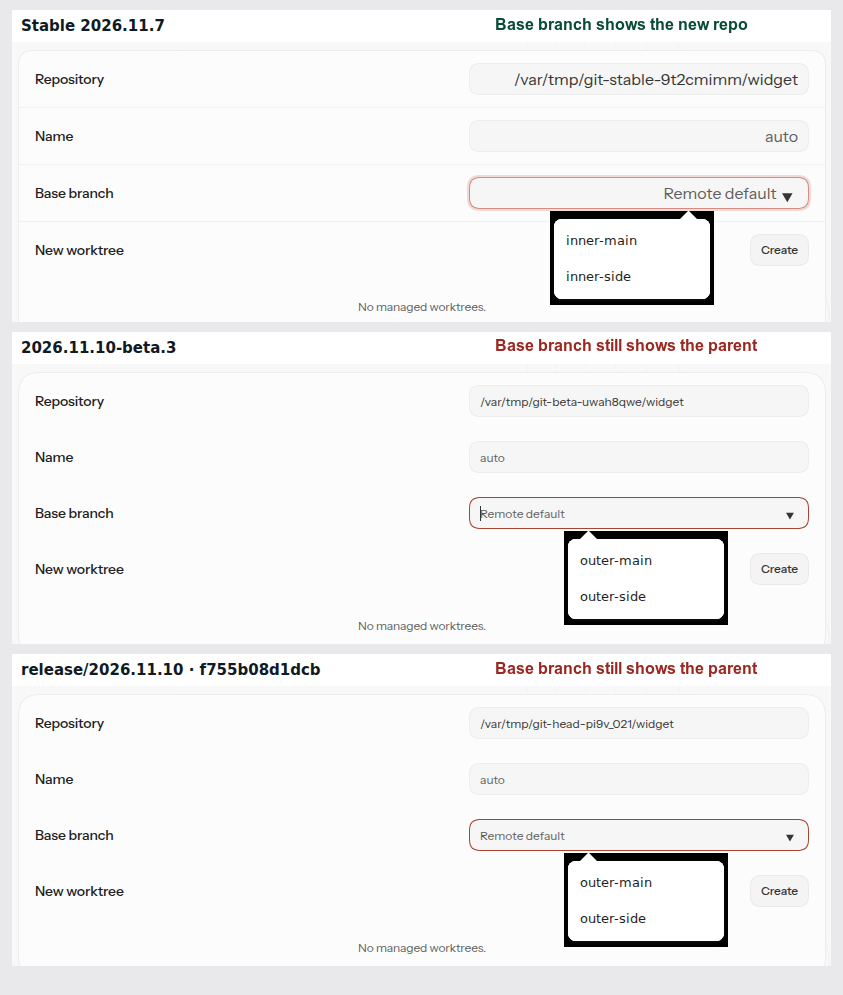 Stable 2026.11.7 Base branch shows the new repo
Repository /var/tmp/git-stable-9t2cmimm/widget
Name auto
Base branch Remote default
inner-main
New worktree Create
inner-side
No managed worktrees.
2026.11.10-beta.3 Base branch still shows the parent
Repository /var/tmp/git-beta-uwah8qwe/widget
Name auto
Base branch Remote default
outer-main
New worktree Create
outer-side
No managed worktrees.
release/2026.11.10 · f755b08d1dcb Base branch still shows the parent
Repository /var/tmp/git-head-pi9v_021/widget
Name auto
Base branch Remote default
outer-main
New worktree Create
outer-side
No managed worktrees.